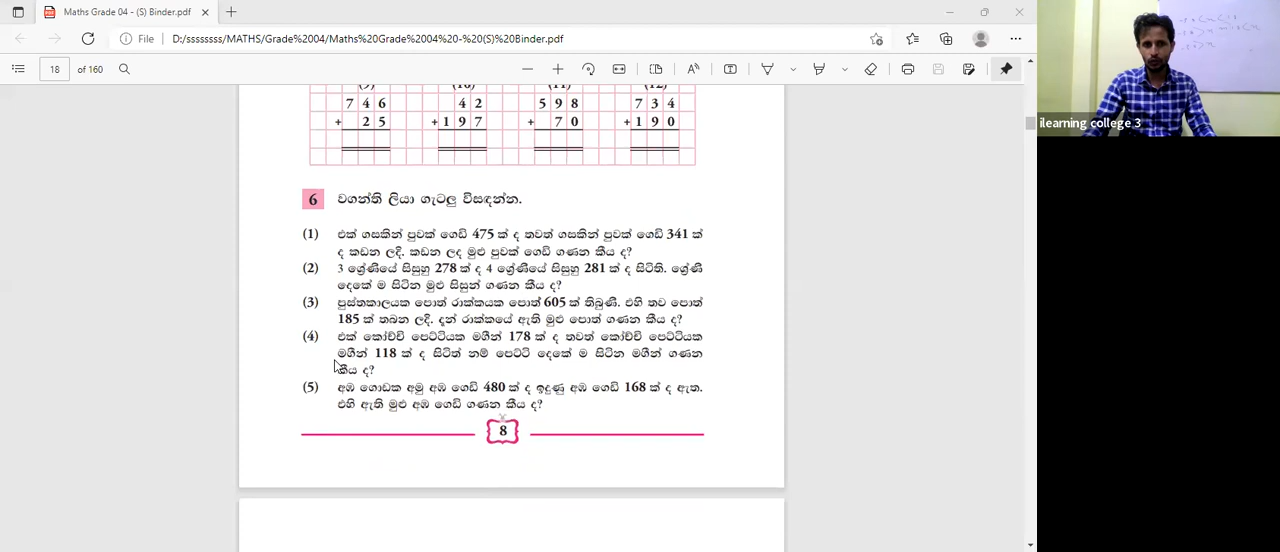 Maths Grade 04 - (S) Binder.pdf
File
D:/ssssssss/MATHS/Grade%2004/Maths%20Grade%2004%20-%20(S)%20Binder.pdf
18 of 160
(9) (10) (11) (12)
7 4 6 4 2 5 9 8 7 3 4
+ 2 5 + 1 9 7 + 7 0 + 1 9 0
6 වගන්ති ලියා ගැටලු විසඳන්න.
(1) එක් ගසකින් පුවක් ගෙඩි 475 ක් ද තවත් ගසකින් පුවක් ගෙඩි 341 ක්
ද කඩන ලදි. කඩන ලද මුළු පුවක් ගෙඩි ගණන කීය ද?
(2) 3 ශ්‍රේණියේ සිසුහු 278 ක් ද 4 ශ්‍රේණියේ සිසුහු 281 ක් ද සිටිති. ශ්‍රේණි
දෙකේ ම සිටින මුළු සිසුන් ගණන කීය ද?
(3) පුස්තකාලයක පොත් රාක්කයක පොත් 605 ක් තිබුණි. එහි තව පොත්
185 ක් තබන ලදි. දැන් රාක්කයේ ඇති මුළු පොත් ගණන කීය ද?
(4) එක් කෝච්චි පෙට්ටියක මගීන් 178 ක් ද තවත් කෝච්චි පෙට්ටියක
මගීන් 118 ක් ද සිටිත් නම් පෙට්ටි දෙකේ ම සිටින මගීන් ගණන
කීය ද?
(5) අඹ ගොඩක අමු අඹ ගෙඩි 480 ක් ද ඉදුණු අඹ ගෙඩි 168 ක් ද ඇත.
එහි ඇති මුළු අඹ ගෙඩි ගණන කීය ද?
8
ilearning college 3